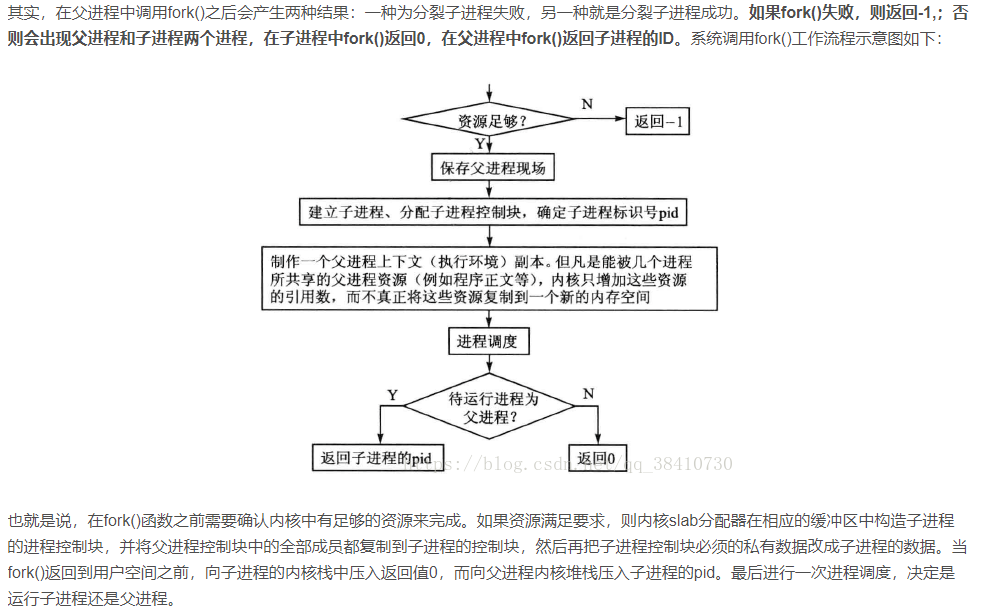 其实，在父进程中调用fork()之后会产生两种结果：一种为分裂子进程失败，另一种就是分裂子进程成功。如果fork()失败，则返回-1,；否
则会出现父进程和子进程两个进程，在子进程中fork()返回0，在父进程中fork()返回子进程的ID。系统调用fork()工作流程示意图如下：
资源足够？
N
返回-1
Y
保存父进程现场
建立子进程、分配子进程控制块，确定子进程标识号pid
制作一个父进程上下文（执行环境）副本。但凡是能被几个进程
所共享的父进程资源（例如程序正文等），内核只增加这些资源
的引用数，而不真正将这些资源复制到一个新的内存空间
进程调度
待运行进程为
父进程？
Y
N
返回子进程的pid
返回0
https://blog.csdn.net/qq_38410730
也就是说，在fork()函数之前需要确认内核中有足够的资源来完成。如果资源满足要求，则内核slab分配器在相应的缓冲区中构造子进程
的进程控制块，并将父进程控制块中的全部成员都复制到子进程的控制块，然后再把子进程控制块必须的私有数据改成子进程的数据。当
fork()返回到用户空间之前，向子进程的内核栈中压入返回值0，而向父进程内核堆栈压入子进程的pid。最后进行一次进程调度，决定是
运行子进程还是父进程。